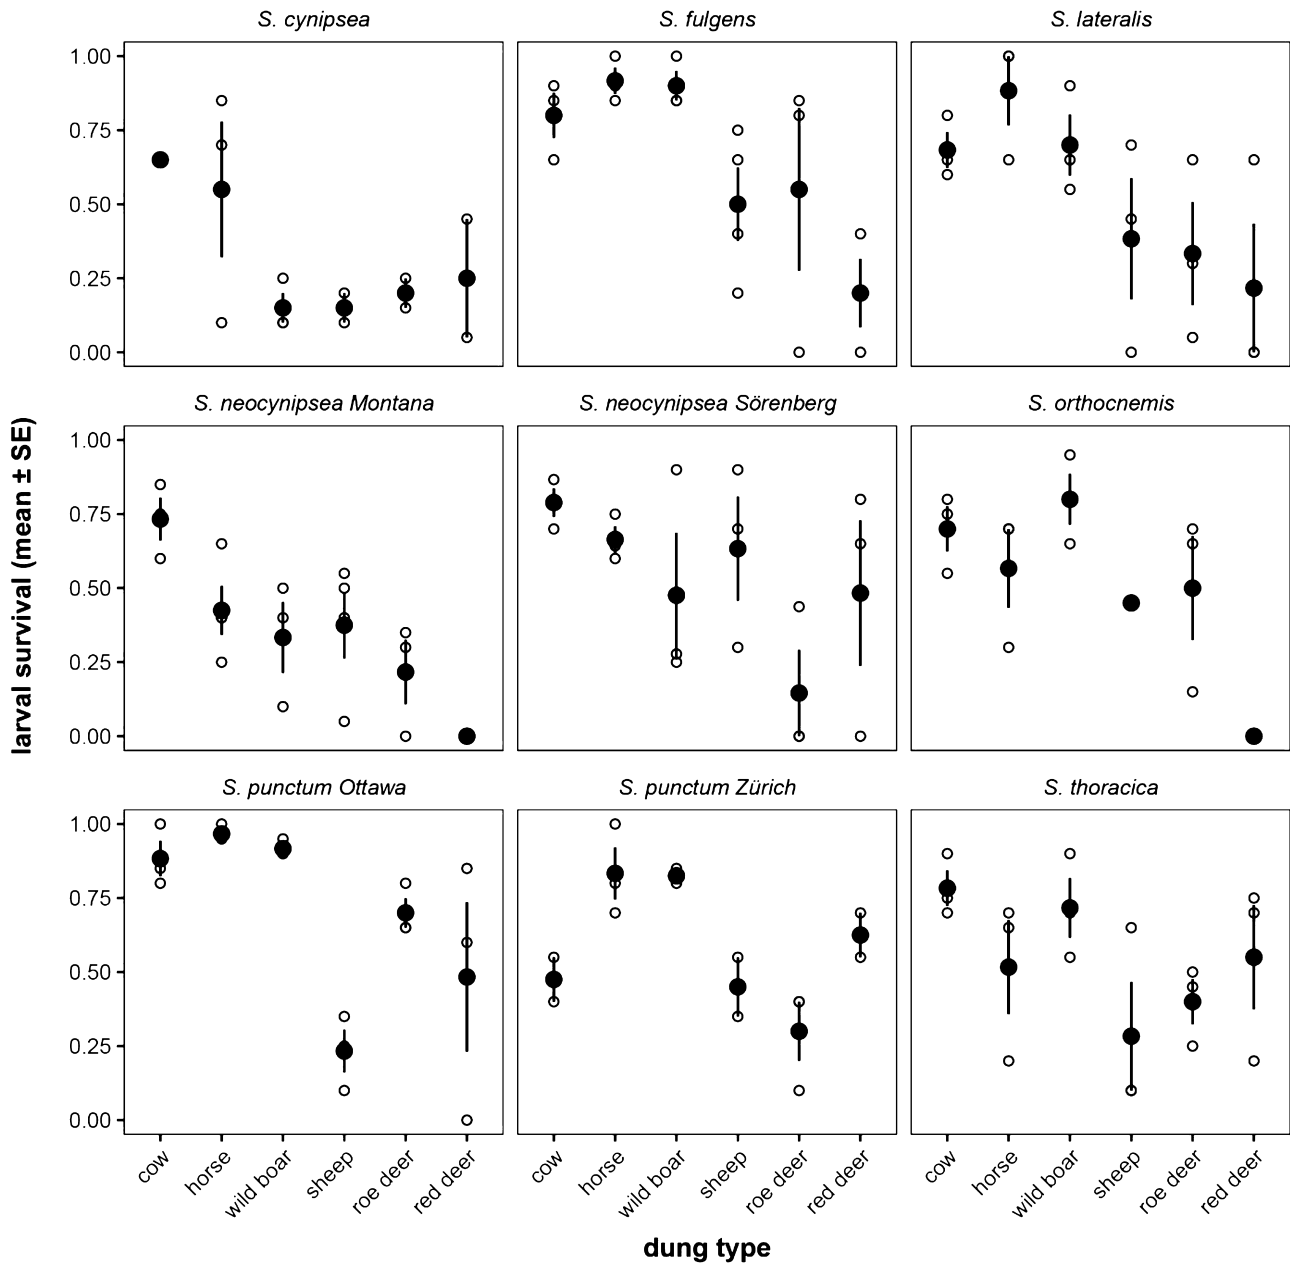 S. cynipsea
S. fulgens
S. lateralis
1.00
0.75
0.50
0.25
0.00
S. neocynipsea Montana
S. neocynipsea Sörenberg
S. orthocnemis
1.00
0.75
0.50
0.25
0.00
larval survival (mean ± SE)
S. punctum Ottawa
S. punctum Zürich
S. thoracica
1.00
0.75
0.50
0.25
0.00
cow
horse
wild boar
sheep
roe deer
red deer
cow
horse
wild boar
sheep
roe deer
red deer
cow
horse
wild boar
sheep
roe deer
red deer
dung type